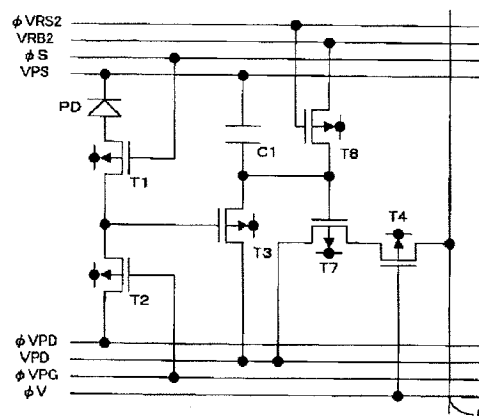 φVRS2
VRB2
φS
VPS
PD
T1
C1
T8
T4
T3
T7
T2
φVPD
VPD
φVPG
φV